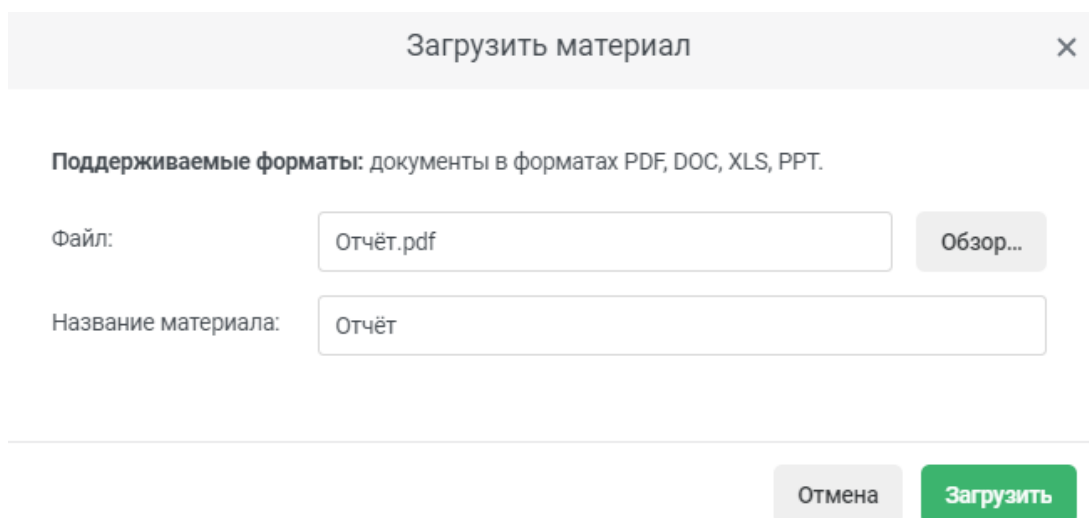 Загрузить материал
Поддерживаемые форматы: документы в форматах PDF, DOC, XLS, PPT.
Файл: Отчёт.pdf Обзор...
Название материала: Отчёт
Отмена Загрузить